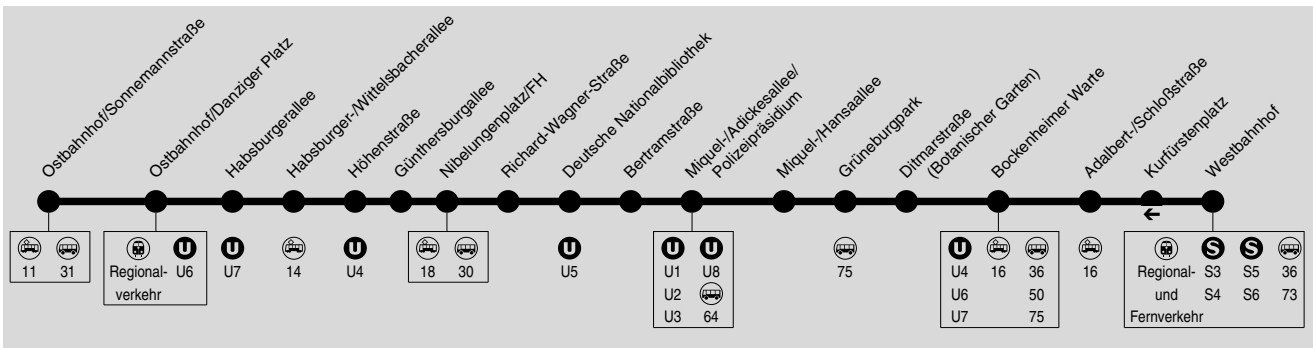 Ostbahnhof/Sonnemannstraße
Ostbahnhof/Danziger Platz
Habsburgerallee
Habsburger-/Wittelsbacherallee
Höhenstraße
Günthersburgallee
Nibelungenplatz/FH
Richard-Wagner-Straße
Deutsche Nationalbibliothek
Bertramstraße
Miquel-/Adickesallee/
Polizeipräsidium
Miquel-/Hansaallee
Grüneburgpark
Ditmarstraße
(Botanischer Garten)
Bockenheimer Warte
Adalbert-/Schloßstraße
Kurfürstenplatz
Westbahnhof
11 31
U
Regional- U6
verkehr
U
U7
14
U
U4
18 30
U
U5
U U
U1 U8
U2
U3 64
75
U
U4 16 36
U6 50
U7 75
16
S S
Regional- S3 S5 36
und S4 S6 73
Fernverkehr